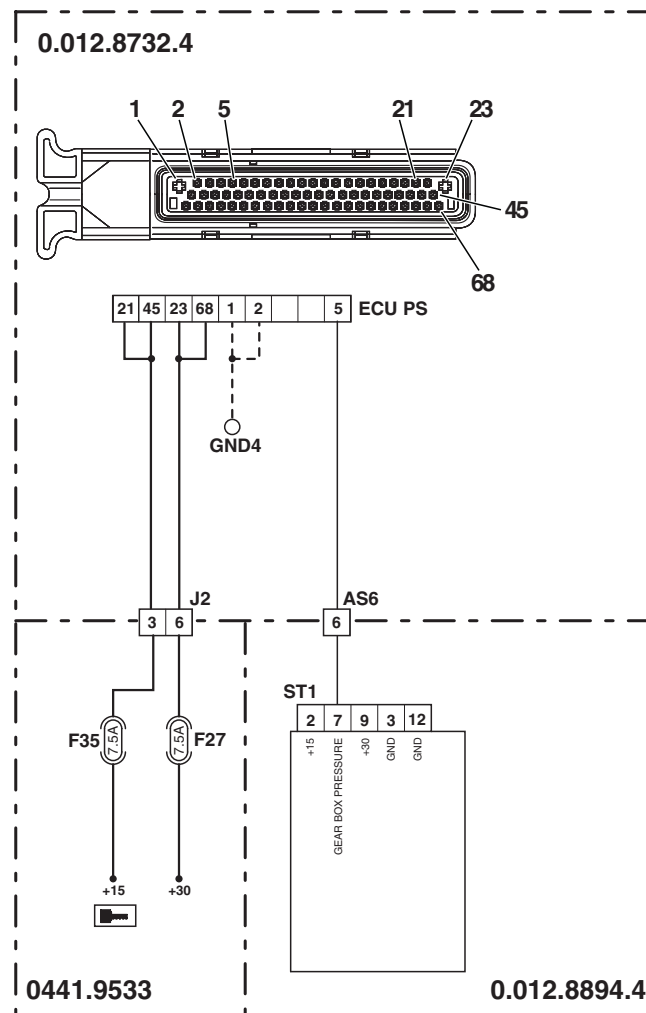 0.012.8732.4
1 2 5 21 23
45
68
21 45 23 68 1 2 5 ECU PS
GND4
J2 AS6
3 6 6
ST1
2 7 9 3 12
+15 GEAR BOX PRESSURE +30 GND GND
F35 7.5A 7.5A F27
+15 +30
0441.9533 0.012.8894.4